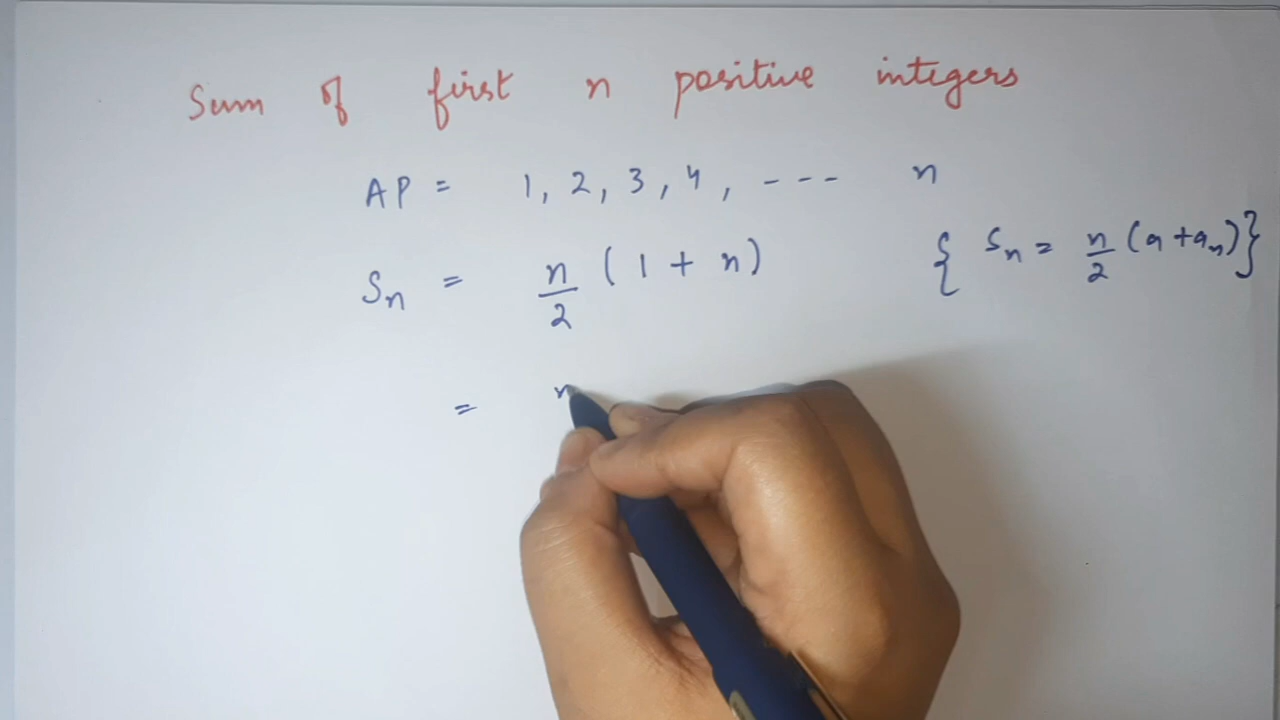 Sum of first n positive integers
AP = 1, 2, 3, 4, --- n
Sn = n/2 (1 + n) { Sn = n/2 (a + an) }
= n